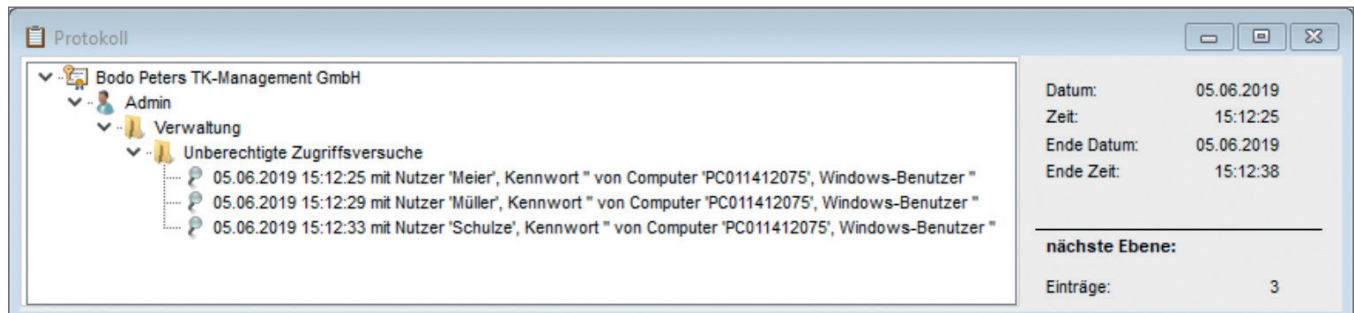 Protokoll
Bodo Peters TK-Management GmbH
Admin
Verwaltung
Unberechtigte Zugriffsversuche
05.06.2019 15:12:25 mit Nutzer 'Meier', Kennwort '' von Computer 'PC011412075', Windows-Benutzer ''
05.06.2019 15:12:29 mit Nutzer 'Müller', Kennwort '' von Computer 'PC011412075', Windows-Benutzer ''
05.06.2019 15:12:33 mit Nutzer 'Schulze', Kennwort '' von Computer 'PC011412075', Windows-Benutzer ''
Datum: 05.06.2019
Zeit: 15:12:25
Ende Datum: 05.06.2019
Ende Zeit: 15:12:38
nächste Ebene:
Einträge: 3